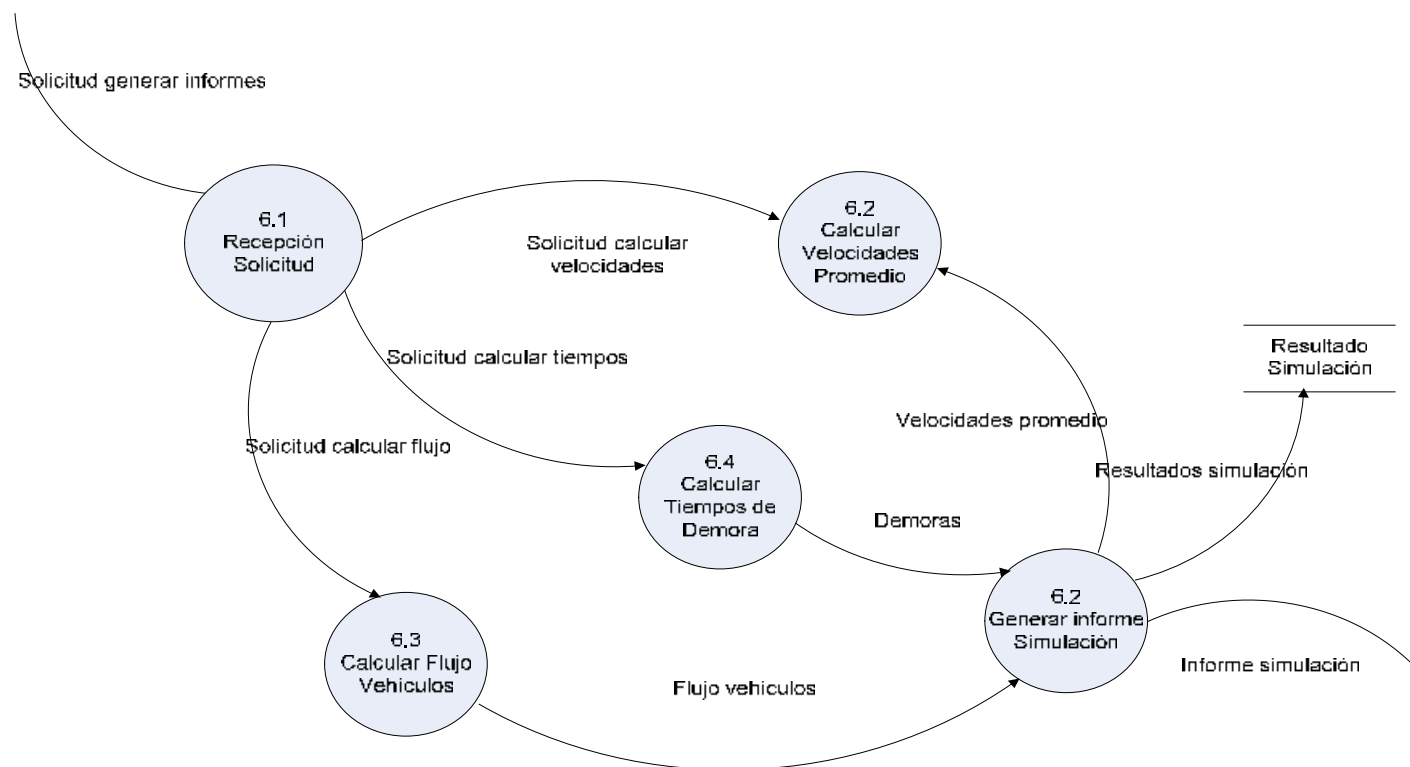 Solicitud generar informes
6.1
Recepción
Solicitud
Solicitud calcular
velocidades
6.2
Calcular
Velocidades
Promedio
Solicitud calcular tiempos
Resultado
Simulación
Solicitud calcular flujo
Velocidades promedio
6.4
Calcular
Tiempos de
Demora
Resultados simulación
Demoras
6.3
Calcular Flujo
Vehiculos
6.2
Generar informe
Simulación
Informe simulación
Flujo vehiculos